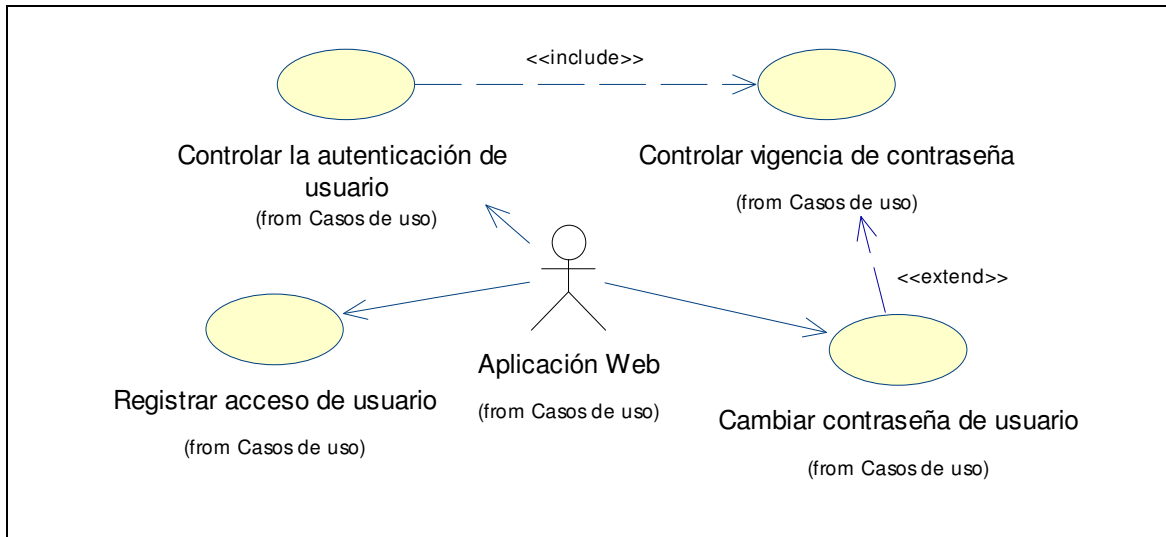 <<include>>
Controlar la autenticación de
usuario
(from Casos de uso)
Controlar vigencia de contraseña
(from Casos de uso)
<<extend>>
Registrar acceso de usuario
(from Casos de uso)
Aplicación Web
(from Casos de uso)
Cambiar contraseña de usuario
(from Casos de uso)